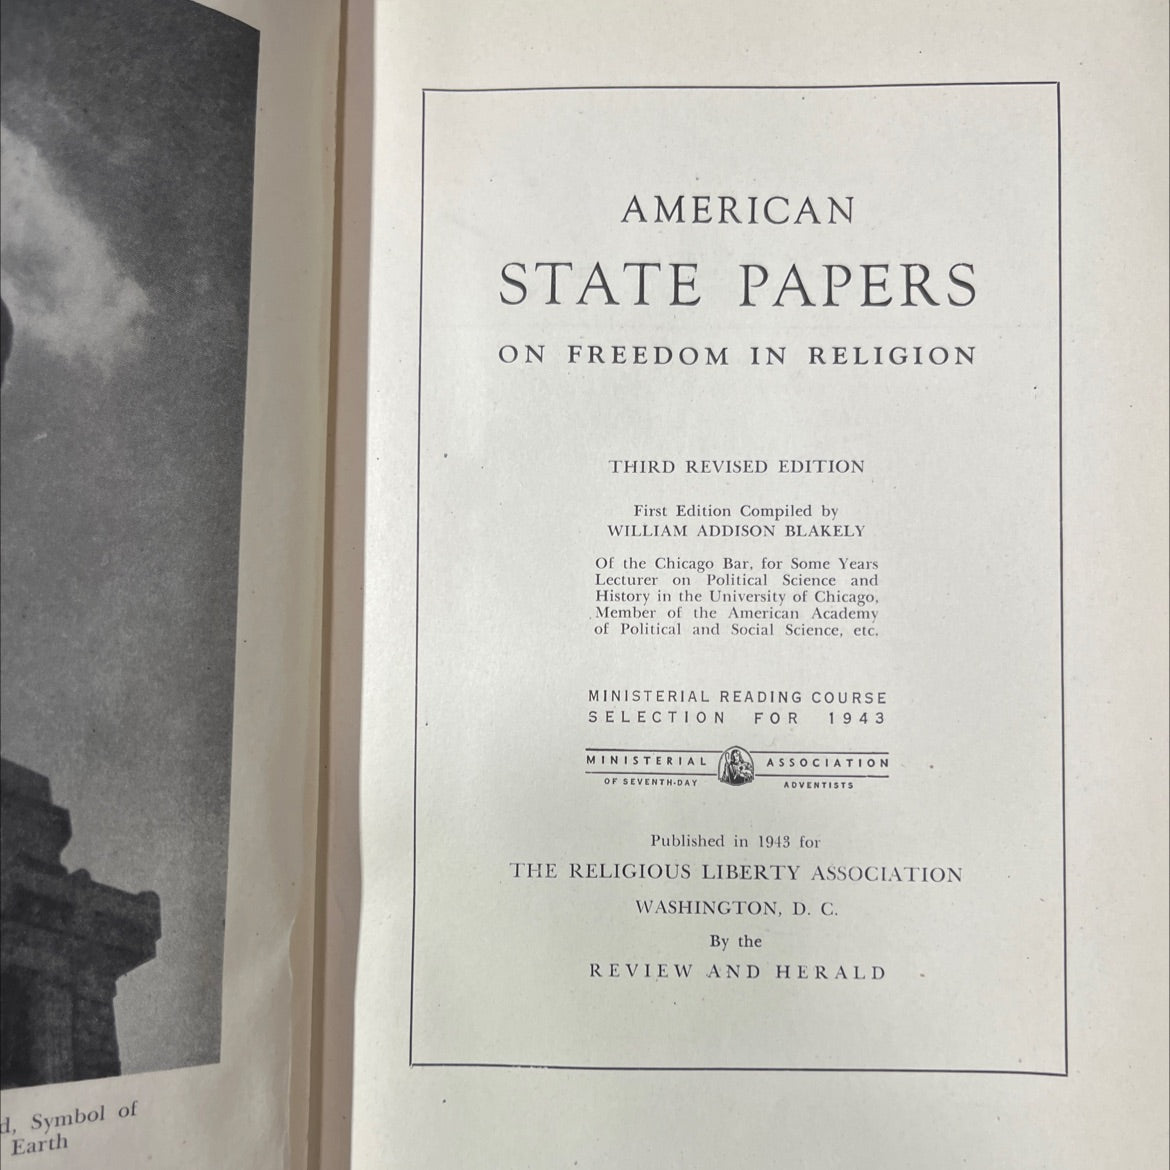 AMERICAN
STATE PAPERS
ON FREEDOM IN RELIGION
THIRD REVISED EDITION
First Edition Compiled by
WILLIAM ADDISON BLAKELY
Of the Chicago Bar, for Some Years
Lecturer on Political Science and
History in the University of Chicago,
Member of the American Academy
of Political and Social Science, etc.
MINISTERIAL READING COURSE
SELECTION FOR 1943
MINISTERIAL ASSOCIATION
OF SEVENTH-DAY ADVENTISTS
Published in 1943 for
THE RELIGIOUS LIBERTY ASSOCIATION
WASHINGTON, D. C.
By the
REVIEW AND HERALD
Symbol of
Earth